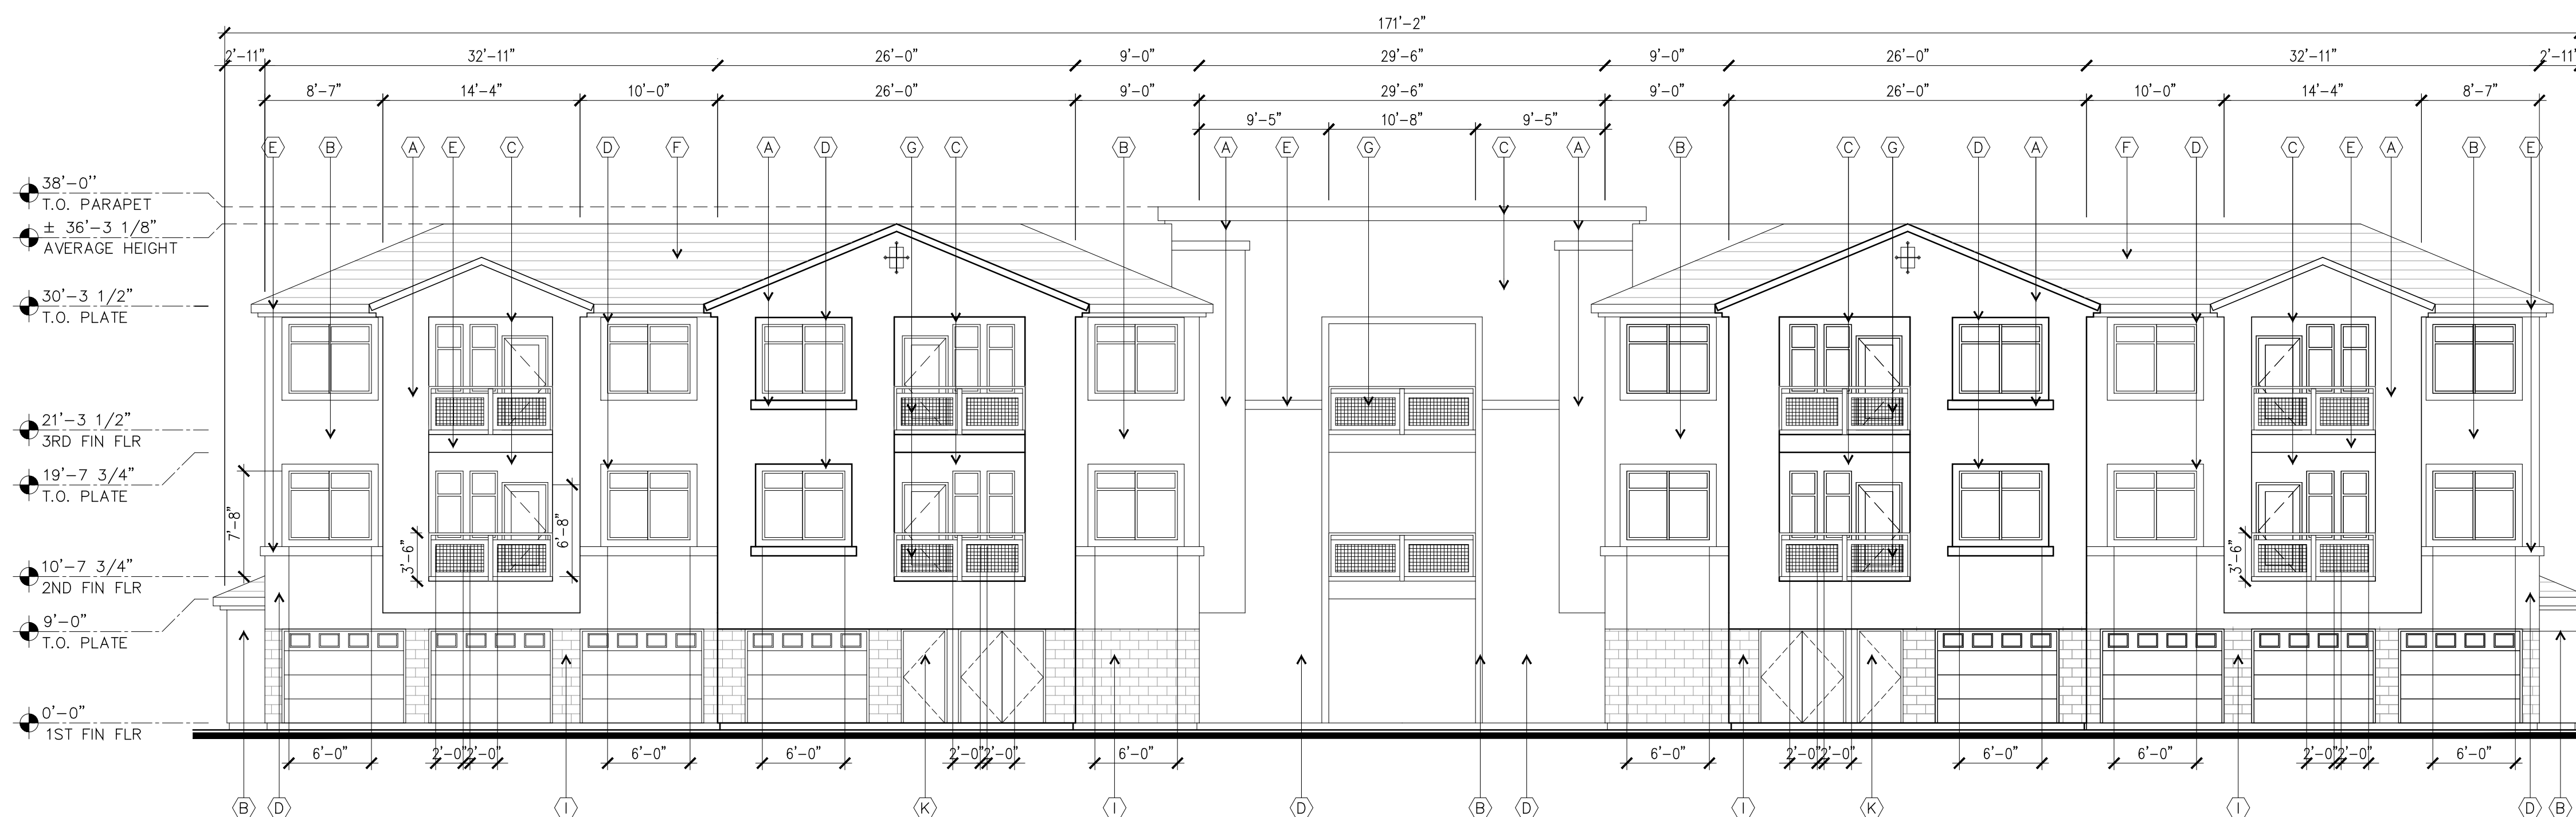 171'-2"
2'-11" 32'-11" 26'-0" 9'-0" 29'-6" 9'-0" 26'-0" 32'-11" 2'-11"
8'-7" 14'-4" 10'-0" 26'-0" 9'-0" 29'-6" 9'-0" 26'-0" 10'-0" 14'-4" 8'-7"
9'-5" 10'-8" 9'-5"
E B A E C D F A D G C B A E G C A B C G D A F D C E A B E
38'-0"
T.O. PARAPET
± 36'-3 1/8"
AVERAGE HEIGHT
30'-3 1/2"
T.O. PLATE
21'-3 1/2"
3RD FIN FLR
19'-7 3/4"
T.O. PLATE
7'-8"
3'-6"
6'-8"
3'-6"
10'-7 3/4"
2ND FIN FLR
9'-0"
T.O. PLATE
0'-0"
1ST FIN FLR
6'-0" 2'-0" 2'-0" 6'-0" 6'-0" 2'-0" 2'-0" 6'-0" 6'-0" 2'-0" 2'-0" 6'-0" 6'-0" 2'-0" 2'-0" 6'-0"
B D I K I D B D I K I D B